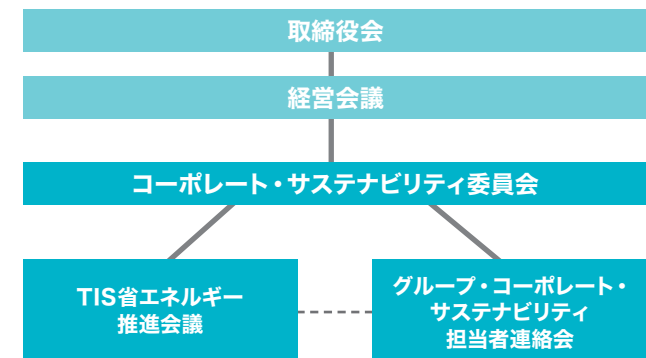 取締役会
経営会議
コーポレート・サステナビリティ委員会
TIS省エネルギー
推進会議
グループ・コーポレート・
サステナビリティ
担当者連絡会